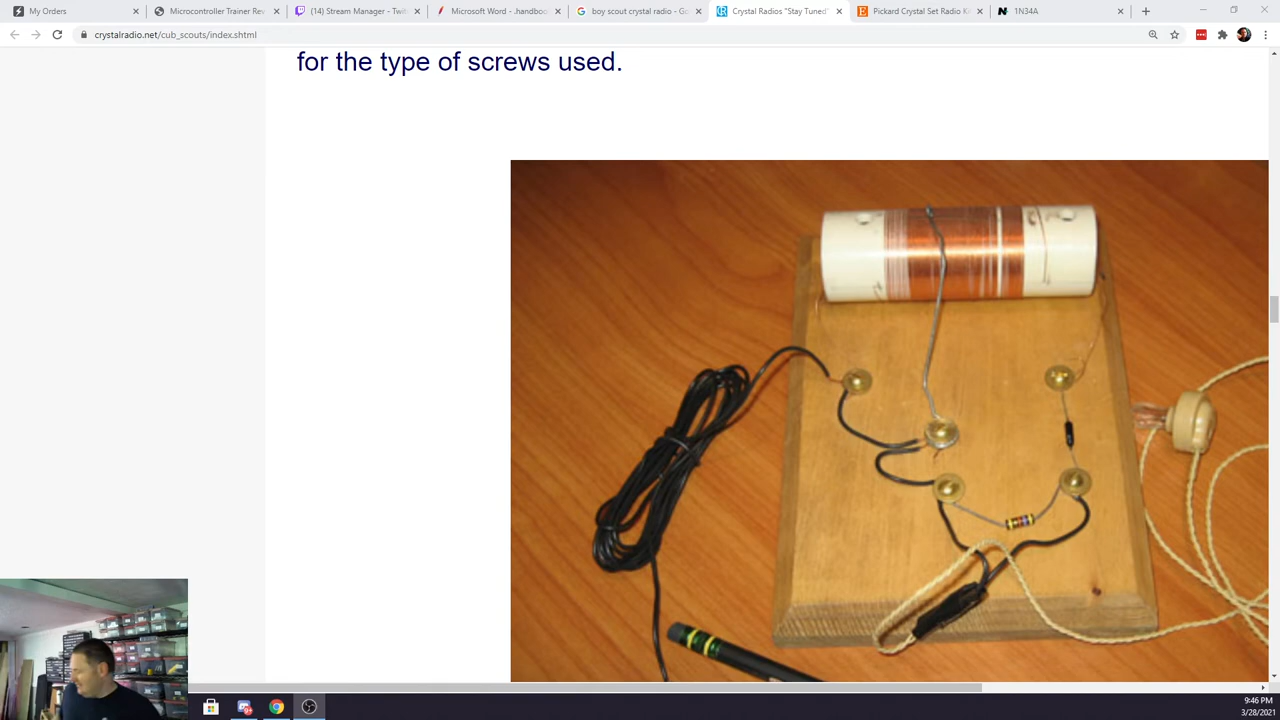 My Orders
Microcontroller Trainer Rev
(14) Stream Manager - Twitc
Microsoft Word - .handboo
boy scout crystal radio - Go
Crystal Radios "Stay Tuned"
Pickard Crystal Set Radio Ki
1N34A
crystalradio.net/cub_scouts/index.shtml
for the type of screws used.
9:46 PM
3/28/2021